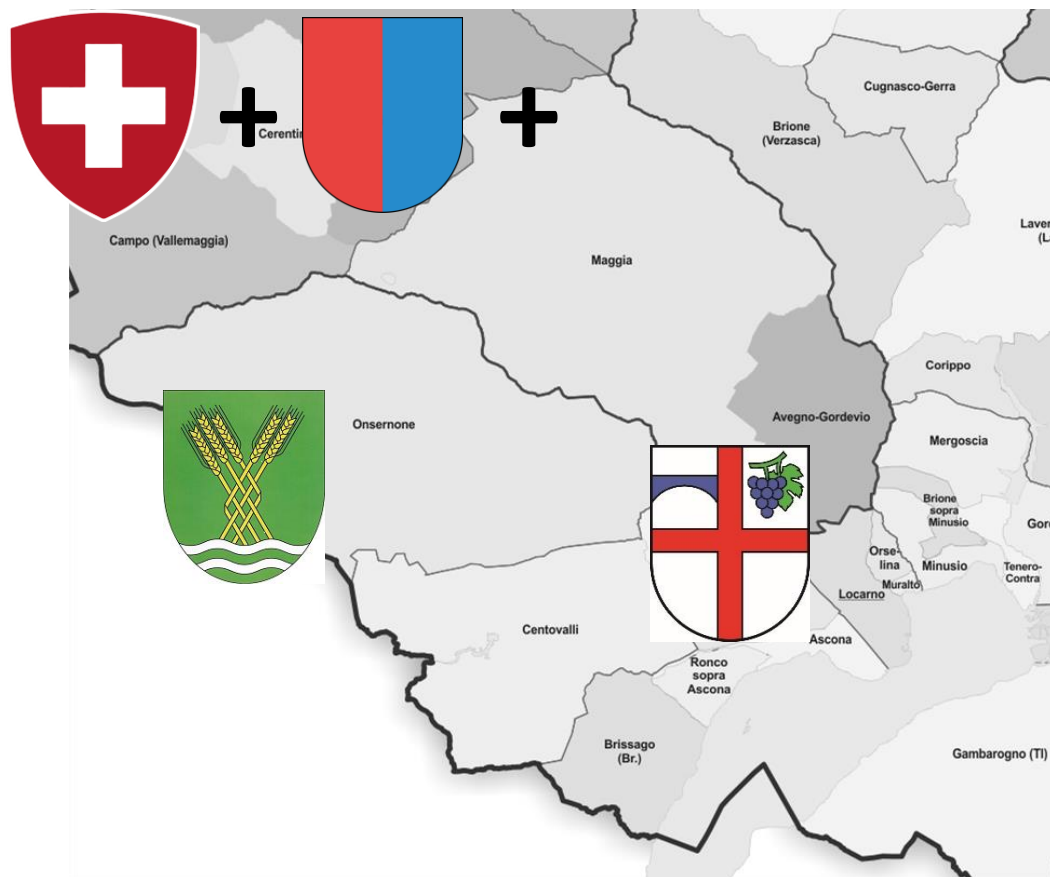 Cugnasco-Gerra
Brione
(Verzasca)
Campo (Vallemaggia)
Maggia
Corippo
Avegno-Gordevio
Onsernone
Mergoscia
Brione
sopra
Minusio
Orse-
lina
Minusio
Tenero-
Contra
Muralto
Locarno
Centovalli
Ascona
Ronco
sopra
Ascona
Brissago
(Br.)
Gambarogno (TI)